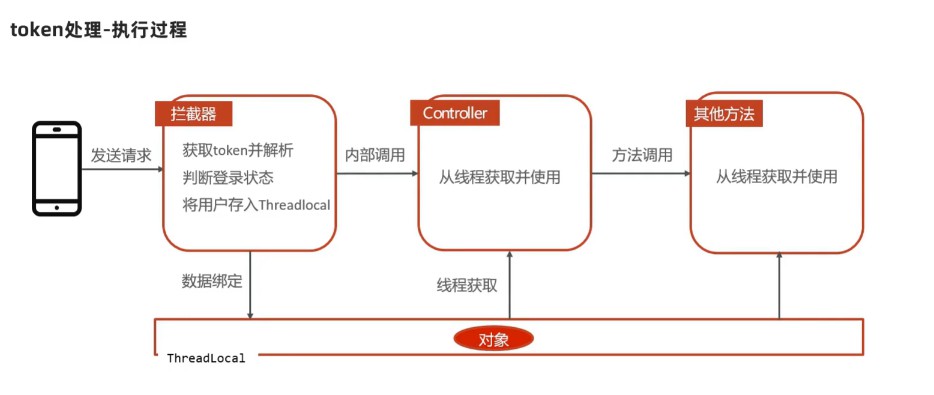 token处理-执行过程
拦截器
Controller
其他方法
发送请求
获取token并解析
判断登录状态
将用户存入Threadlocal
内部调用
从线程获取并使用
方法调用
从线程获取并使用
数据绑定
线程获取
对象
ThreadLocal